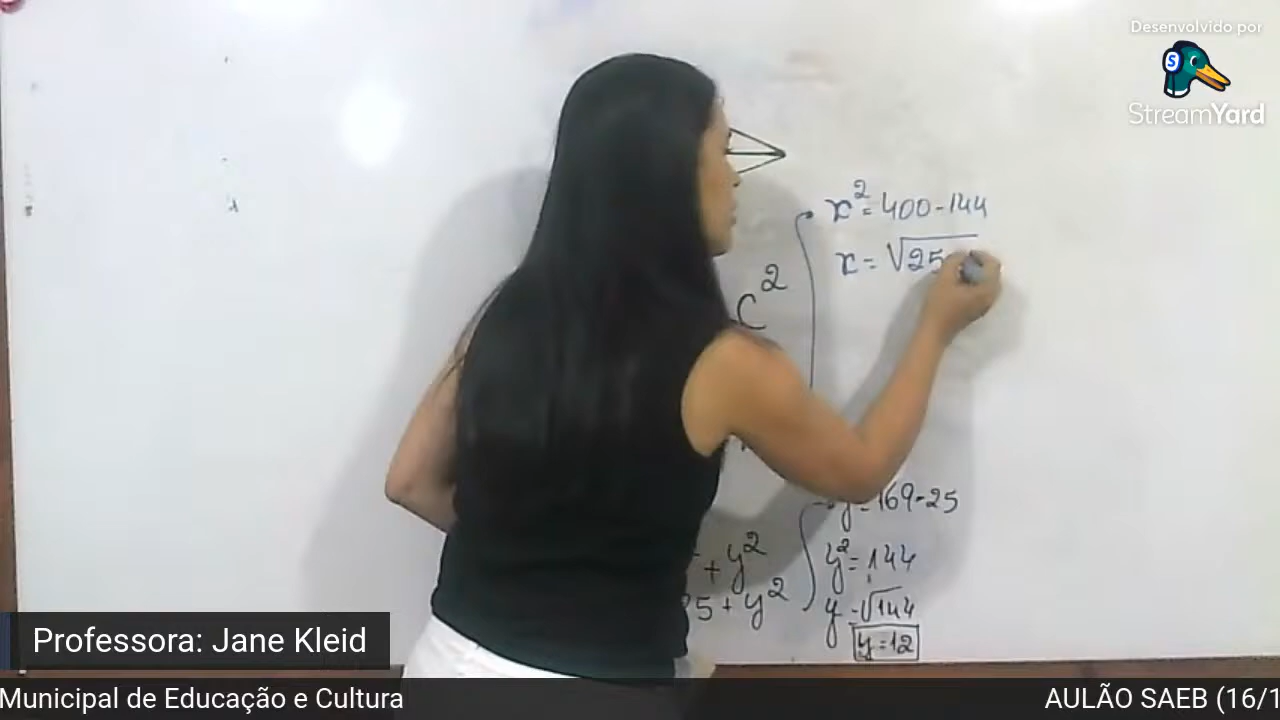 Desenvolvido por
S
StreamYard
x² = 400-144
x = √25
C²
169-25
+ y²
y² = 144
25 + y²
y = √144
y = 12
Professora: Jane Kleid
Municipal de Educação e Cultura
AULÃO SAEB (16/1